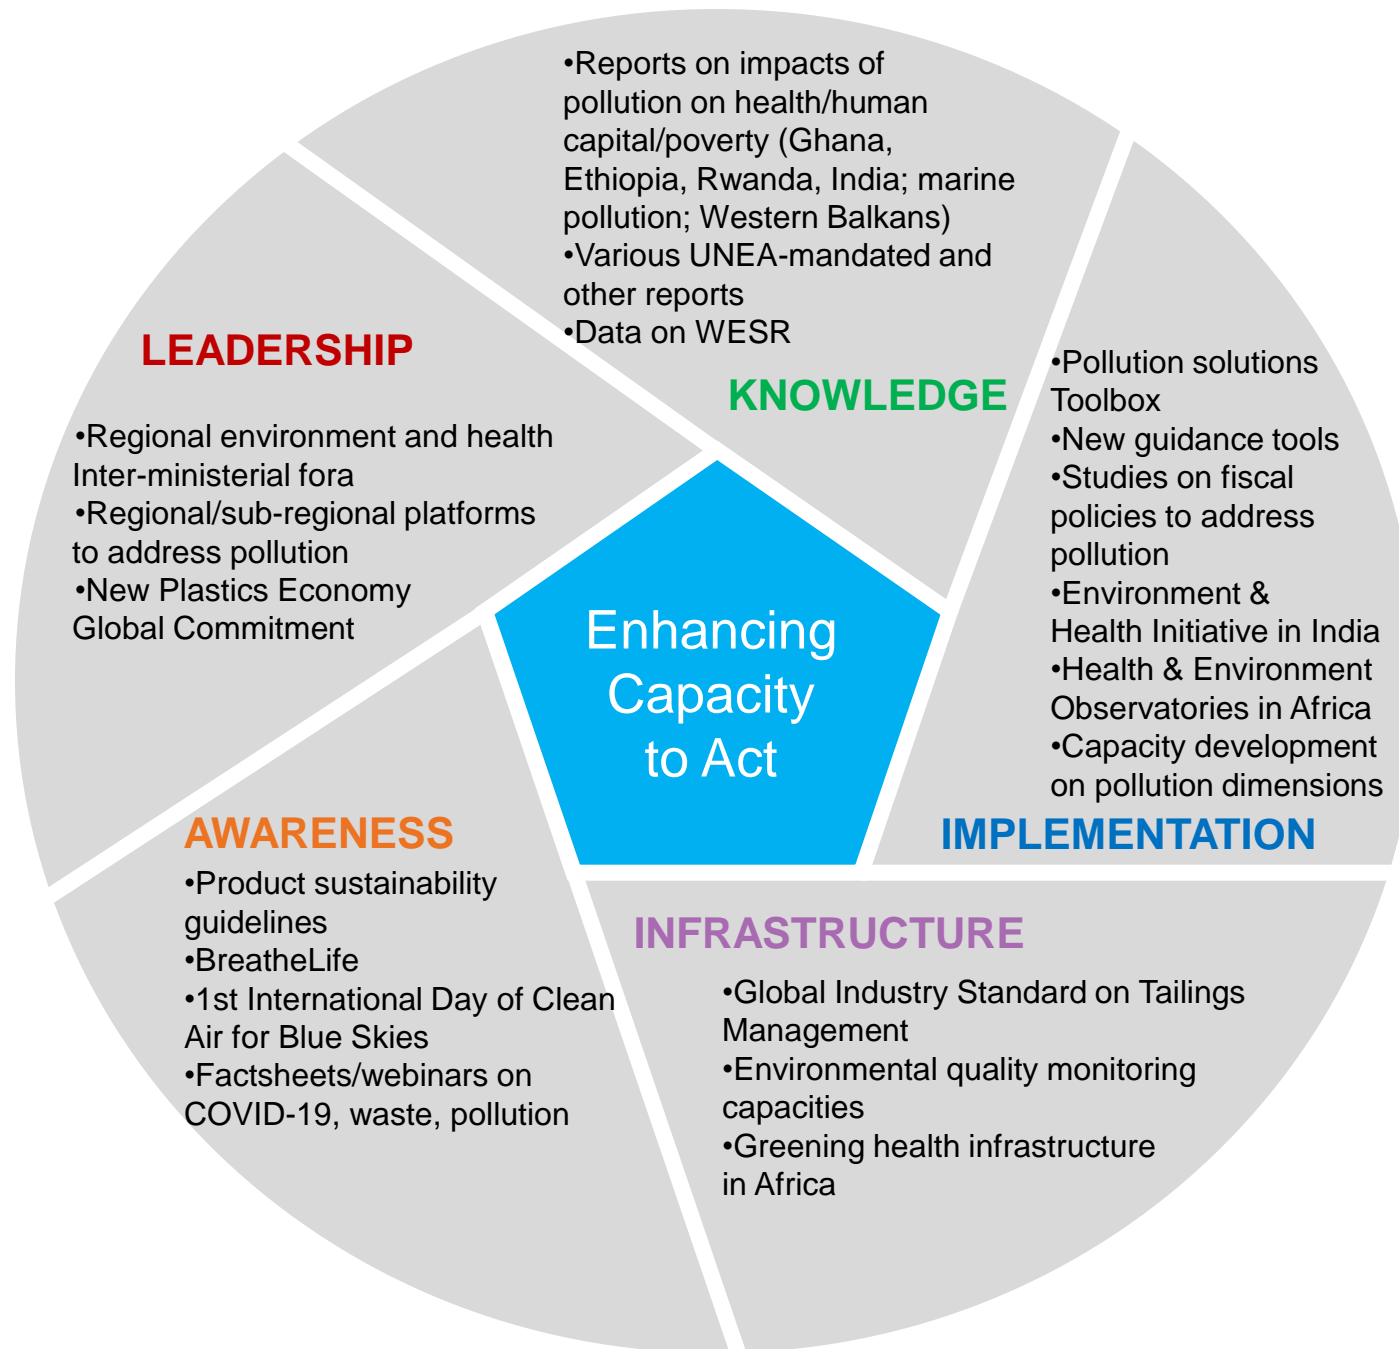 •Reports on impacts of
pollution on health/human
capital/poverty (Ghana,
Ethiopia, Rwanda, India; marine
pollution; Western Balkans)
•Various UNEA-mandated and
other reports
•Data on WESR
KNOWLEDGE
LEADERSHIP
•Regional environment and health
Inter-ministerial fora
•Regional/sub-regional platforms
to address pollution
•New Plastics Economy
Global Commitment
•Pollution solutions
Toolbox
•New guidance tools
•Studies on fiscal
policies to address
pollution
•Environment &
Health Initiative in India
•Health & Environment
Observatories in Africa
•Capacity development
on pollution dimensions
IMPLEMENTATION
Enhancing
Capacity
to Act
AWARENESS
•Product sustainability
guidelines
•BreatheLife
•1st International Day of Clean
Air for Blue Skies
•Factsheets/webinars on
COVID-19, waste, pollution
INFRASTRUCTURE
•Global Industry Standard on Tailings
Management
•Environmental quality monitoring
capacities
•Greening health infrastructure
in Africa